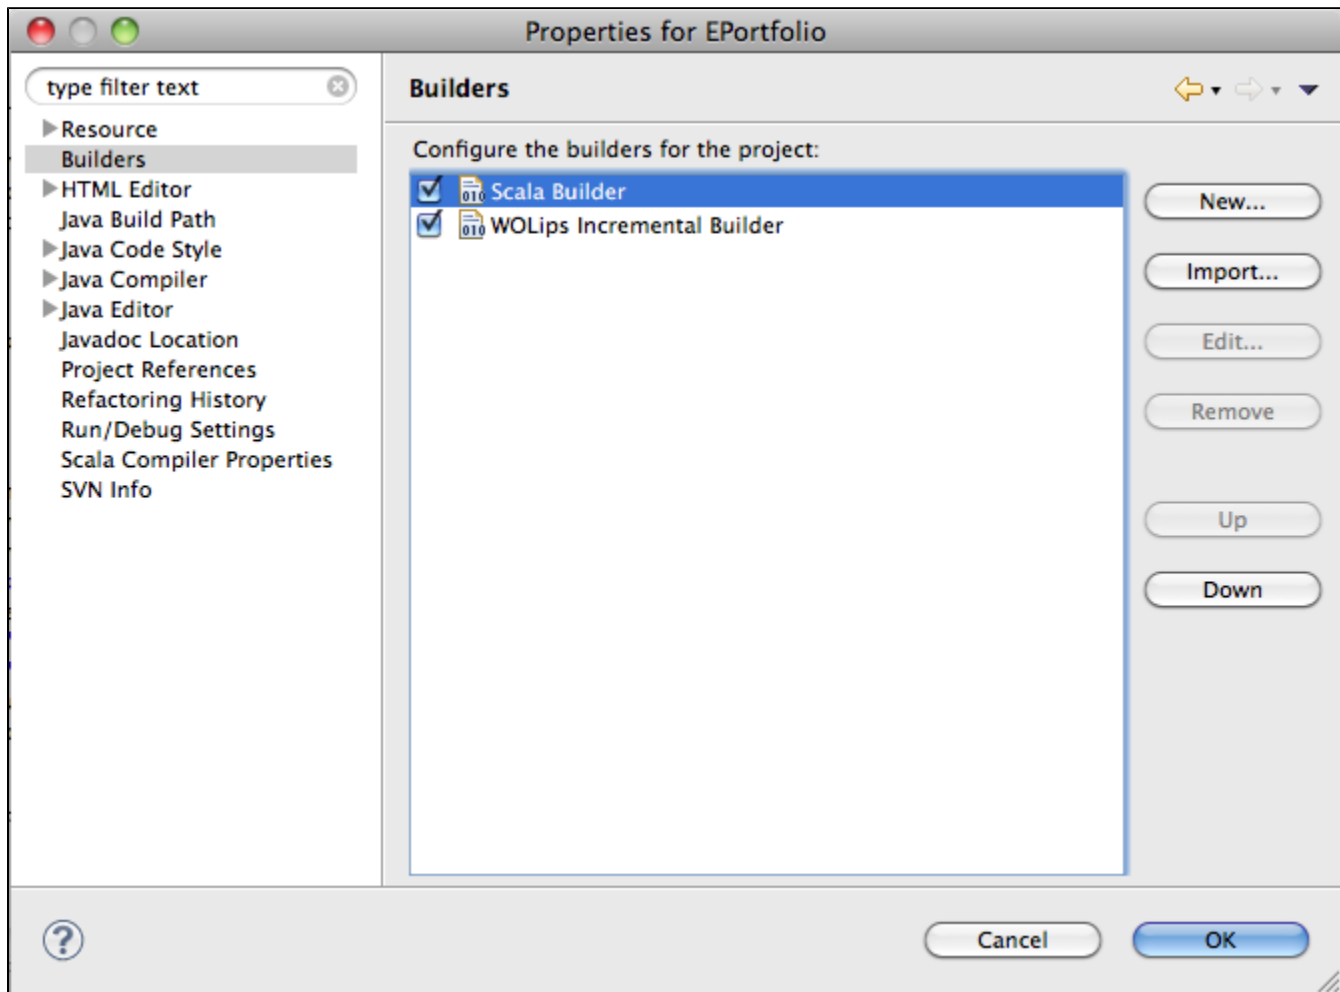 Properties for EPortfolio
type filter text
Resource
Builders
HTML Editor
Java Build Path
Java Code Style
Java Compiler
Java Editor
Javadoc Location
Project References
Refactoring History
Run/Debug Settings
Scala Compiler Properties
SVN Info
Builders
Configure the builders for the project:
010 Scala Builder
010 WOLips Incremental Builder
New...
Import...
Edit...
Remove
Up
Down
?
Cancel
OK